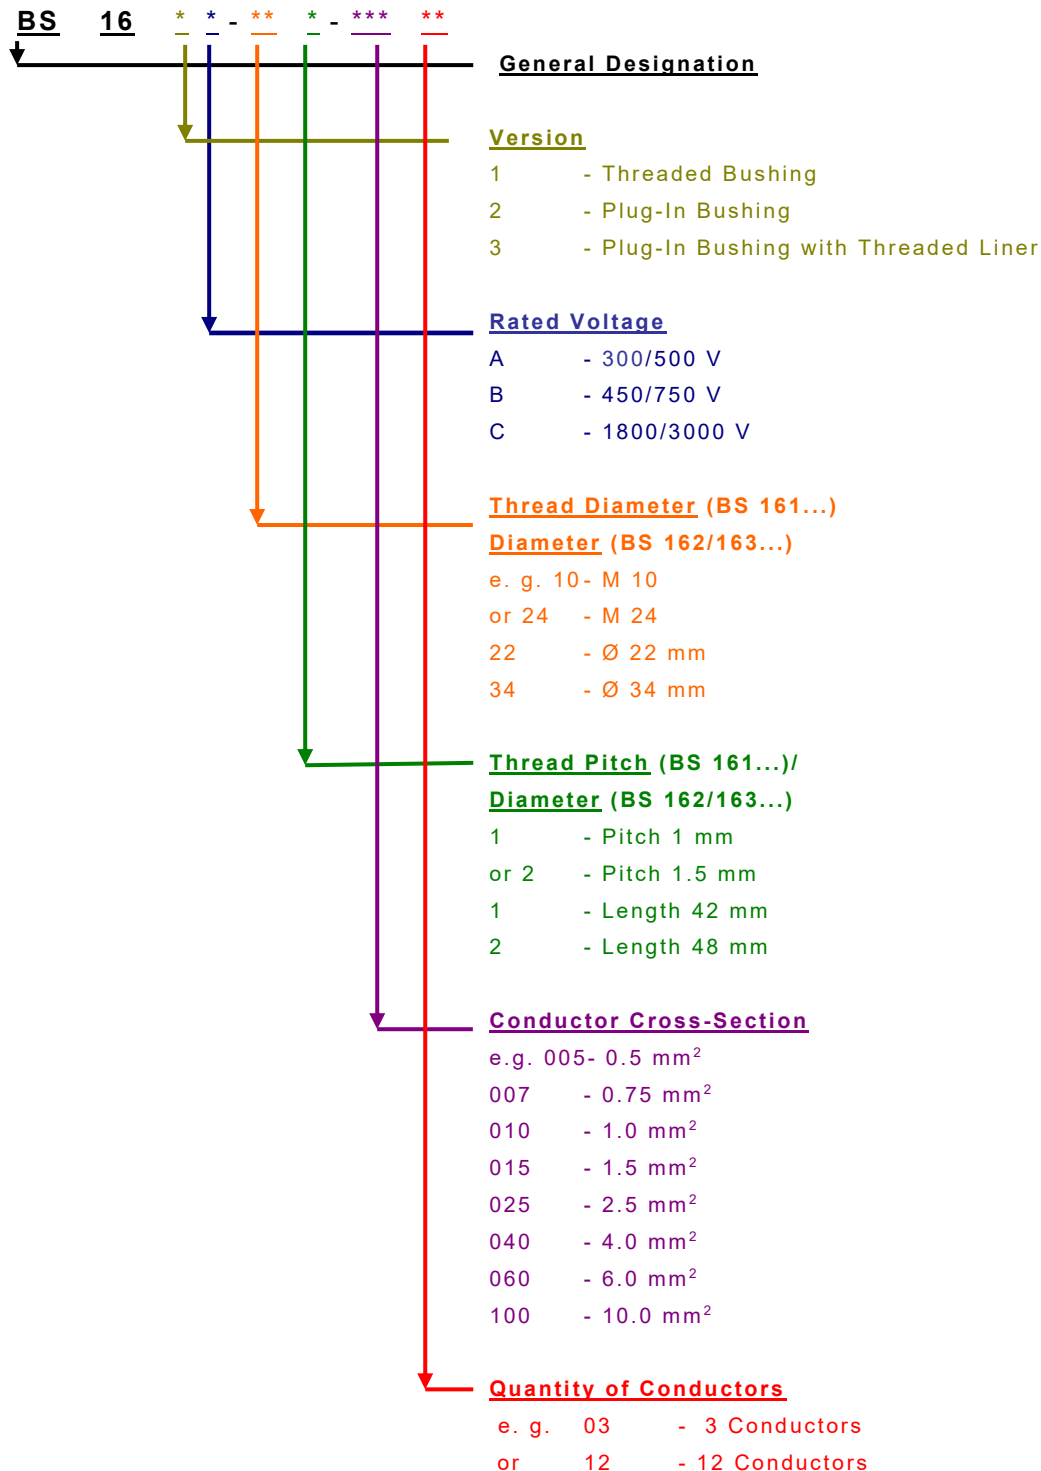 BS 16 * * - ** * - *** **
General Designation
Version
1 - Threaded Bushing
2 - Plug-In Bushing
3 - Plug-In Bushing with Threaded Liner
Rated Voltage
A - 300/500 V
B - 450/750 V
C - 1800/3000 V
Thread Diameter (BS 161...)
Diameter (BS 162/163...)
e. g. 10 - M 10
or 24 - M 24
22 - Ø 22 mm
34 - Ø 34 mm
Thread Pitch (BS 161...)/
Diameter (BS 162/163...)
1 - Pitch 1 mm
or 2 - Pitch 1.5 mm
1 - Length 42 mm
2 - Length 48 mm
Conductor Cross-Section
e.g. 005- 0.5 mm²
007 - 0.75 mm²
010 - 1.0 mm²
015 - 1.5 mm²
025 - 2.5 mm²
040 - 4.0 mm²
060 - 6.0 mm²
100 - 10.0 mm²
Quantity of Conductors
e. g. 03 - 3 Conductors
or 12 - 12 Conductors